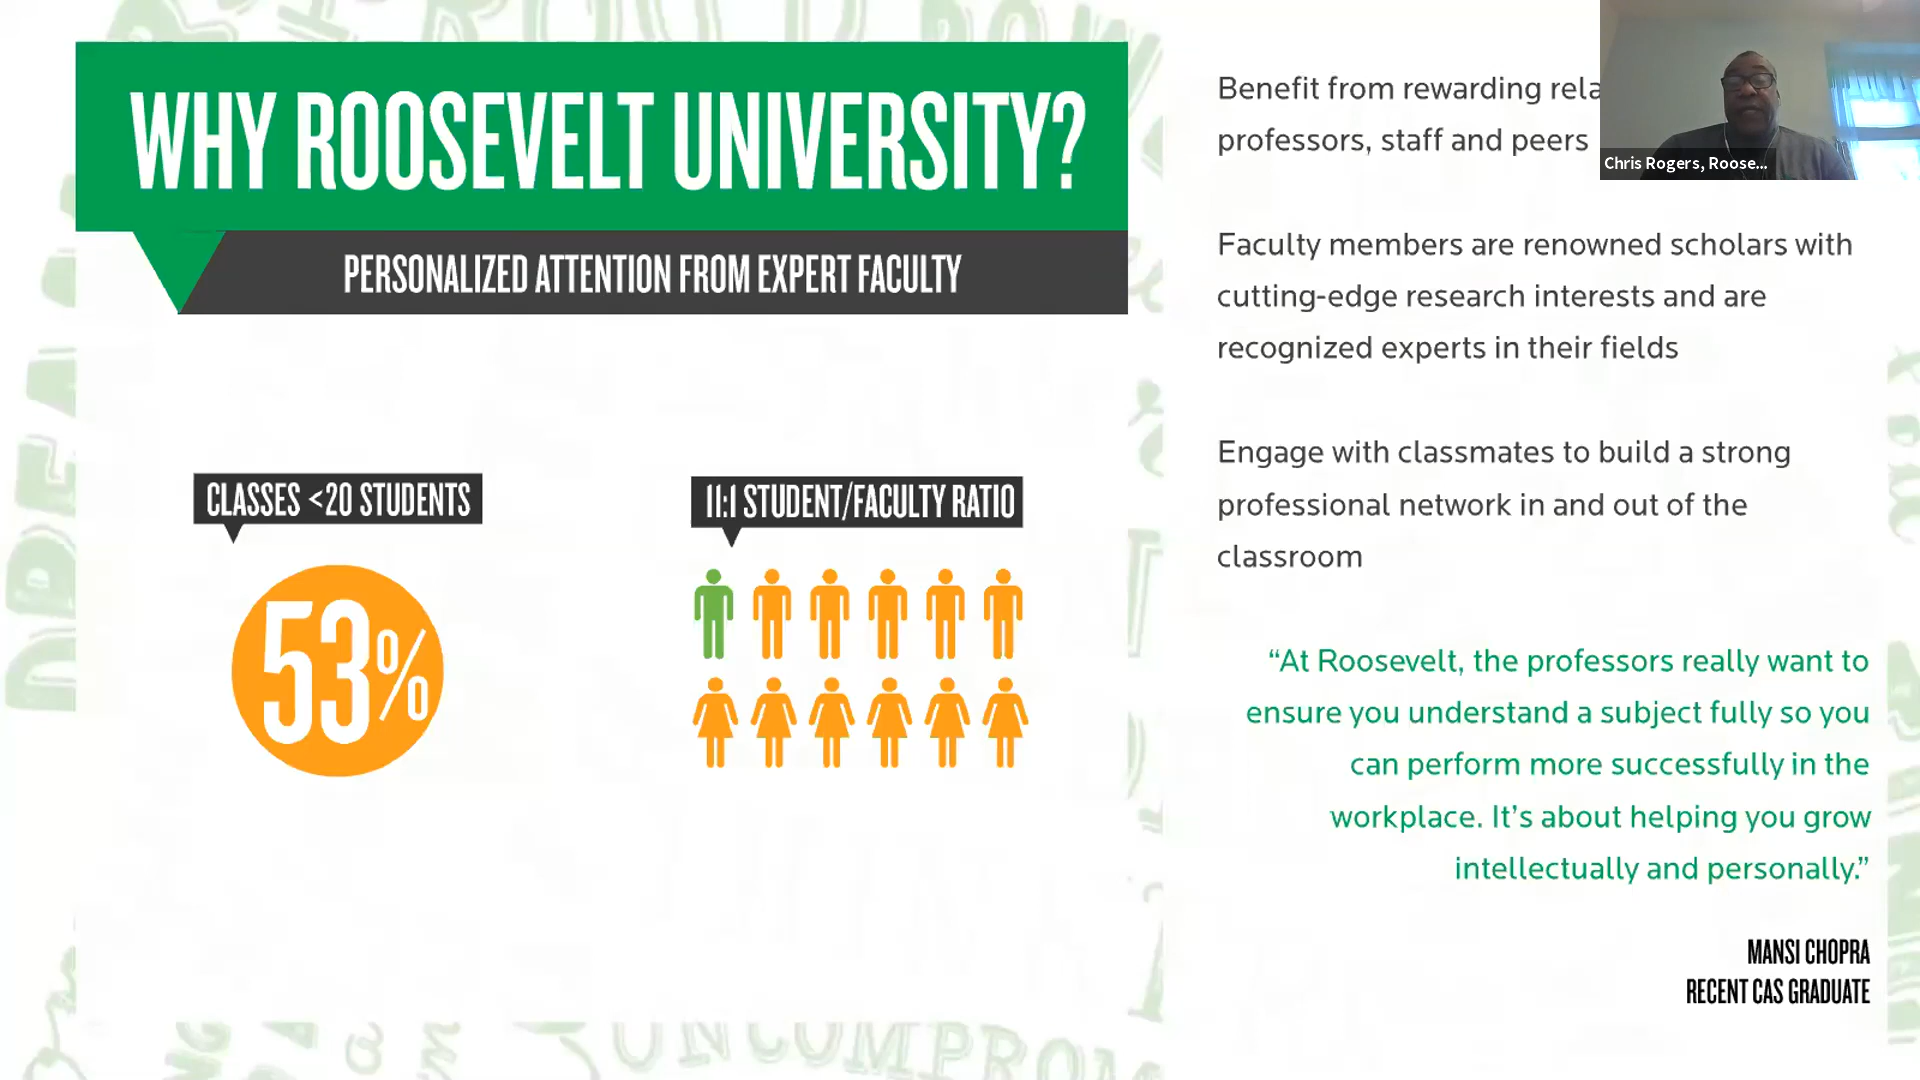 WHY ROOSEVELT UNIVERSITY?
PERSONALIZED ATTENTION FROM EXPERT FACULTY
CLASSES <20 STUDENTS
53%
11:1 STUDENT/FACULTY RATIO
Benefit from rewarding rela
professors, staff and peers
Faculty members are renowned scholars with
cutting-edge research interests and are
recognized experts in their fields
Engage with classmates to build a strong
professional network in and out of the
classroom
“At Roosevelt, the professors really want to
ensure you understand a subject fully so you
can perform more successfully in the
workplace. It’s about helping you grow
intellectually and personally.”
MANSI CHOPRA
RECENT CAS GRADUATE
Chris Rogers, Roose...
UNCOMPROM